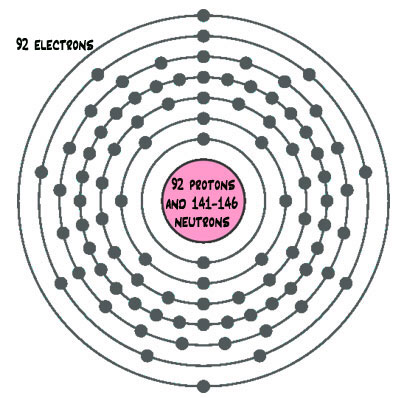 92 ELECTRONS
92 PROTONS
AND 141-146
NEUTRONS